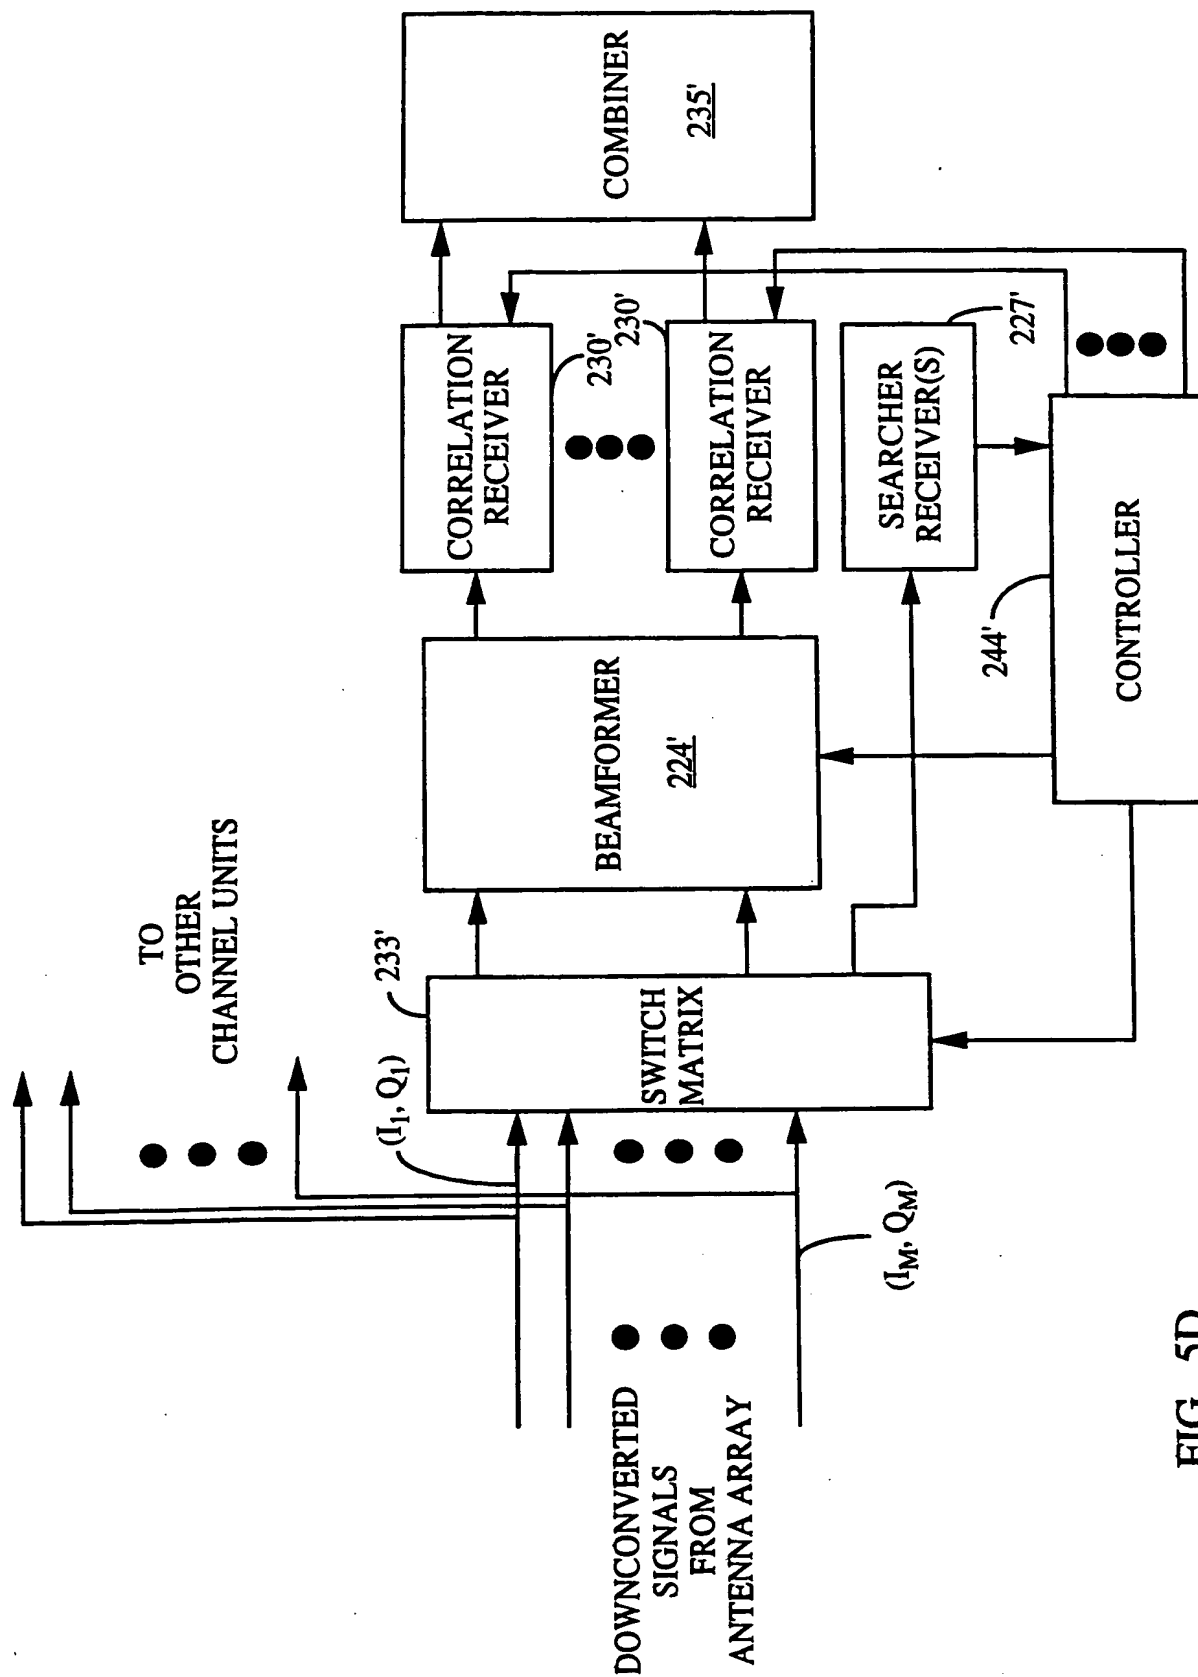 TO
OTHER
CHANNEL UNITS
DOWNCONVERTED
SIGNALS
FROM
ANTENNA ARRAY
(I1, Q1)
(IM, QM)
233'
SWITCH
MATRIX
BEAMFORMER
224'
CORRELATION
RECEIVER
230'
230'
CORRELATION
RECEIVER
SEARCHER
RECEIVER(S)
227'
COMBINER
235'
244'
CONTROLLER
FIG. 5D